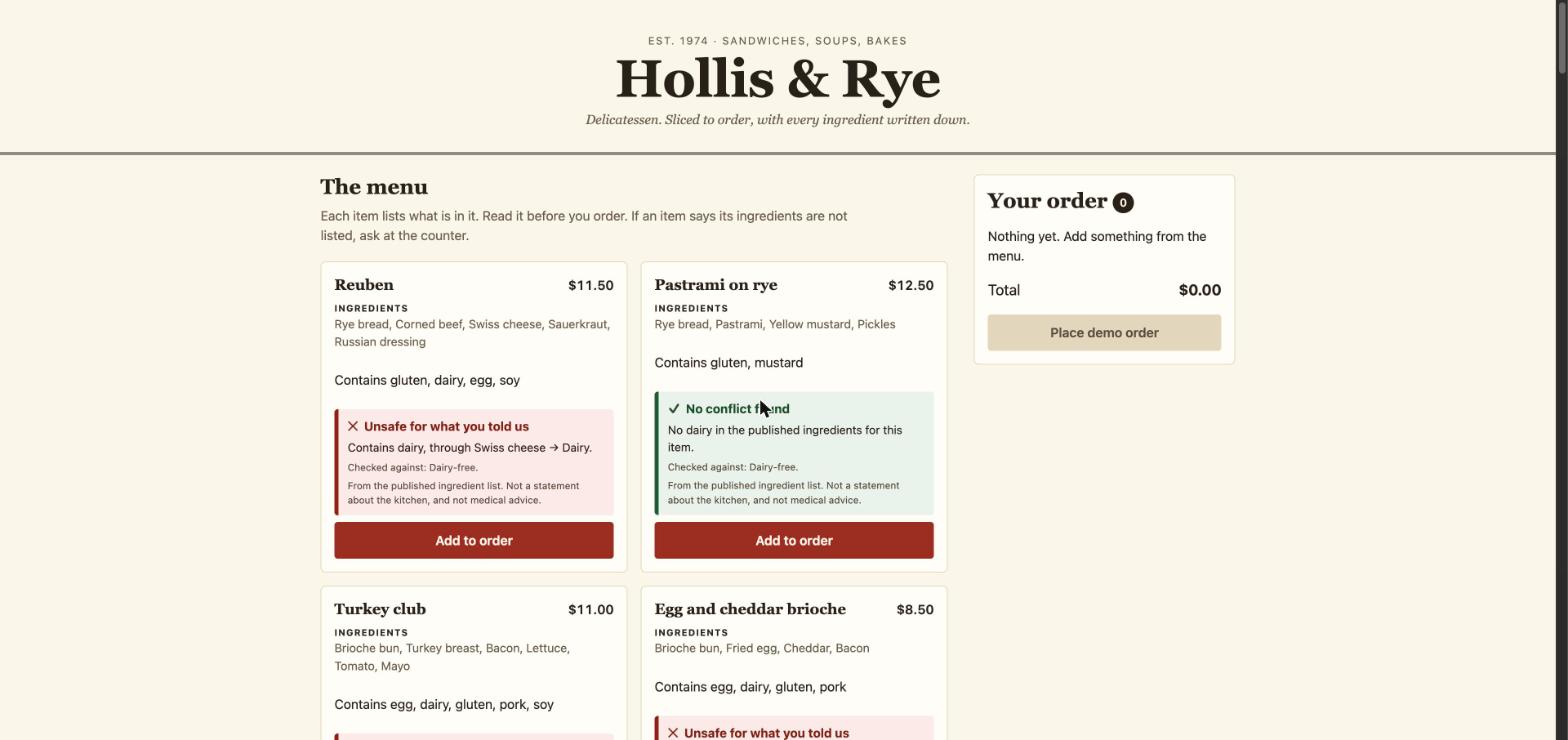 EST. 1974 · SANDWICHES, SOUPS, BAKES
Hollis & Rye
Delicatessen. Sliced to order, with every ingredient written down.
The menu
Each item lists what is in it. Read it before you order. If an item says its ingredients are not
listed, ask at the counter.
Reuben $11.50
INGREDIENTS
Rye bread, Corned beef, Swiss cheese, Sauerkraut,
Russian dressing
Contains gluten, dairy, egg, soy
Unsafe for what you told us
Contains dairy, through Swiss cheese → Dairy.
Checked against: Dairy-free.
From the published ingredient list. Not a statement
about the kitchen, and not medical advice.
Add to order
Pastrami on rye $12.50
INGREDIENTS
Rye bread, Pastrami, Yellow mustard, Pickles
Contains gluten, mustard
No conflict found
No dairy in the published ingredients for this
item.
Checked against: Dairy-free.
From the published ingredient list. Not a statement
about the kitchen, and not medical advice.
Add to order
Turkey club $11.00
INGREDIENTS
Brioche bun, Turkey breast, Bacon, Lettuce,
Tomato, Mayo
Contains egg, dairy, gluten, pork, soy
Egg and cheddar brioche $8.50
INGREDIENTS
Brioche bun, Fried egg, Cheddar, Bacon
Contains egg, dairy, gluten, pork
Unsafe for what you told us
Your order 0
Nothing yet. Add something from the
menu.
Total $0.00
Place demo order